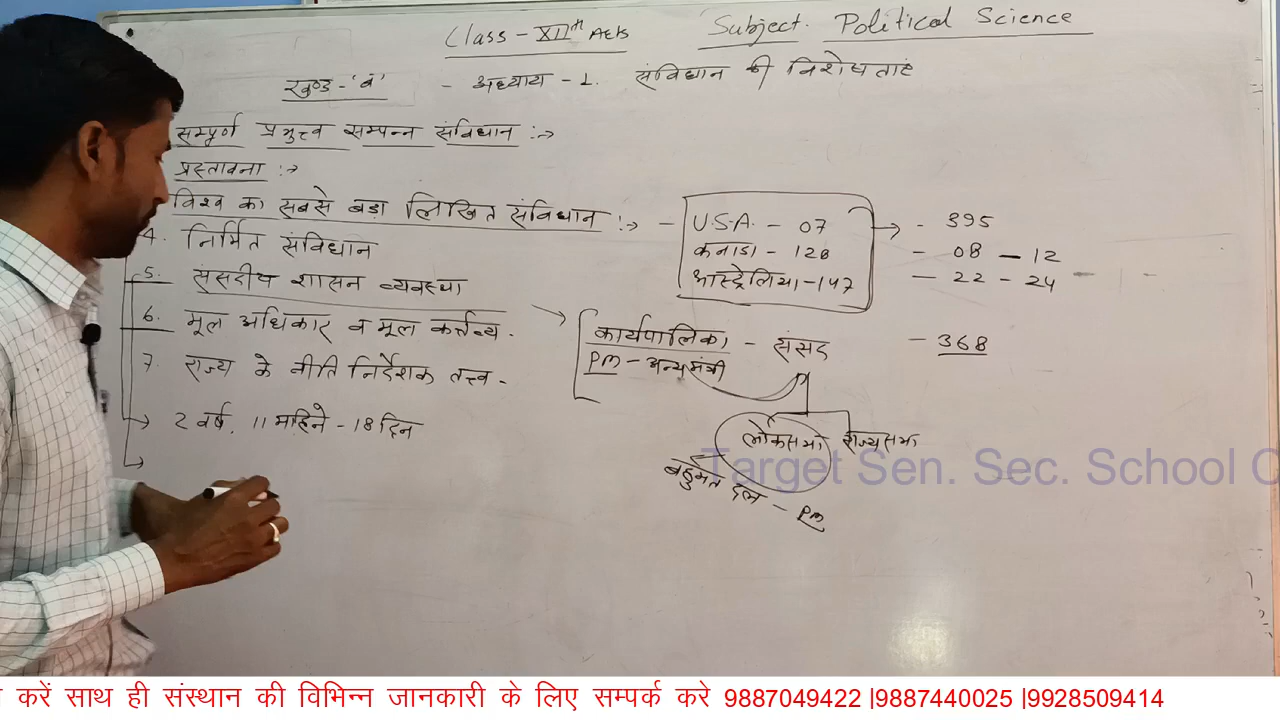 Class - XIIth Arts Subject. Political Science
खण्ड - 'ब' - अध्याय - 1. संविधान की विशेषताएं
सम्पूर्ण प्रभुत्व सम्पन्न संविधान :→
प्रस्तावना :→
विश्व का सबसे बड़ा लिखित संविधान :→ -
U.S.A. - 07 → - 395
कनाडा - 128 - 08 - 12
आस्ट्रेलिया - 147 - 22 - 24
- 368
4. निर्मित संविधान
5. संसदीय शासन व्यवस्था
6. मूल अधिकार व मूल कर्त्तव्य .
7. राज्य के नीति निर्देशक तत्त्व -
→ 2 वर्ष, 11 महिने - 18 दिन
कार्यपालिका - संसद
PM - अन्य मंत्री
लोकसभा राज्यसभा
बहुमत दल - PM
Target Sen. Sec. School C
करें साथ ही संस्थान की विभिन्न जानकारी के लिए सम्पर्क करे 9887049422 |9887440025 |9928509414